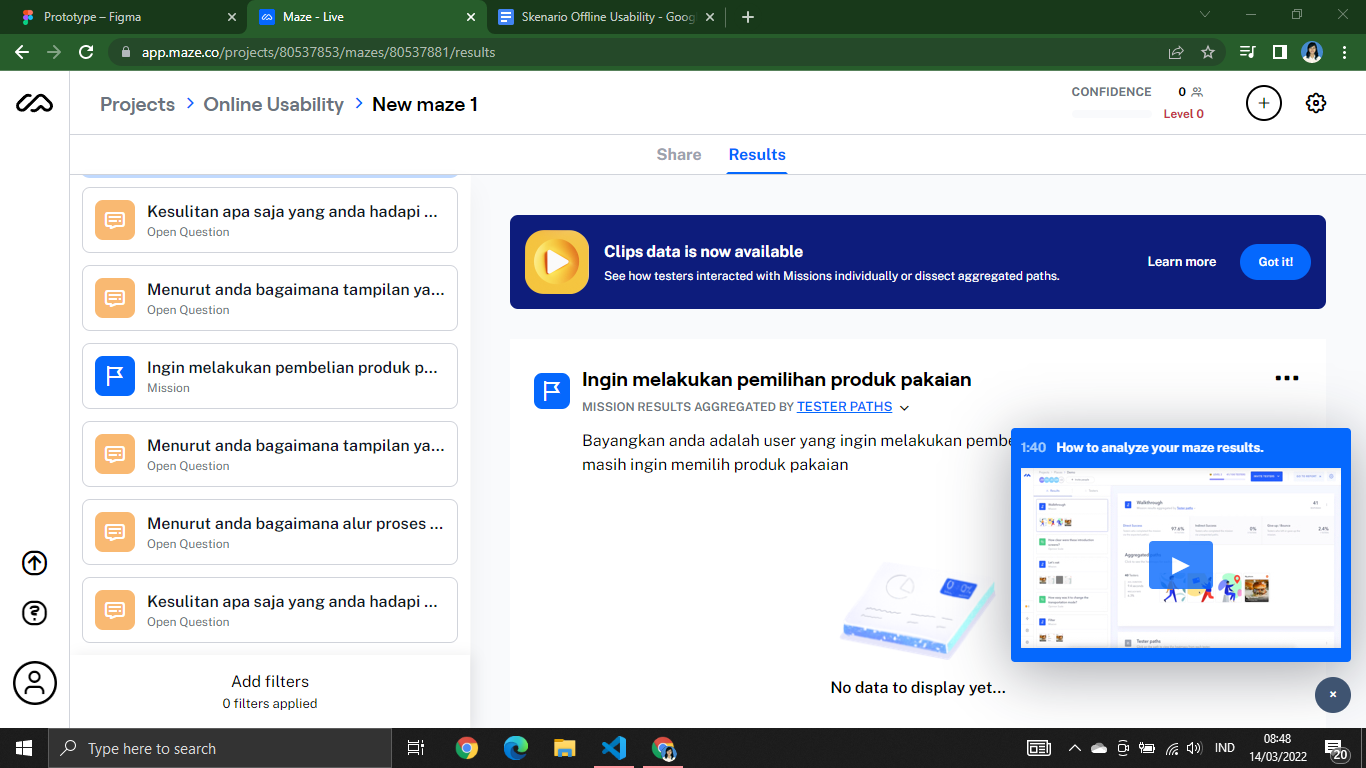 Prototype – Figma
Maze - Live
Skenario Offline Usability - Goog
app.maze.co/projects/80537853/mazes/80537881/results
Projects > Online Usability > New maze 1
CONFIDENCE 0
Level 0
Share Results
Kesulitan apa saja yang anda hadapi ...
Open Question
Menurut anda bagaimana tampilan ya...
Open Question
Ingin melakukan pembelian produk p...
Mission
Menurut anda bagaimana tampilan ya...
Open Question
Menurut anda bagaimana alur proses ...
Open Question
Kesulitan apa saja yang anda hadapi ...
Open Question
Add filters
0 filters applied
Clips data is now available
See how testers interacted with Missions individually or dissect aggregated paths.
Learn more
Got it!
Ingin melakukan pemilihan produk pakaian
MISSION RESULTS AGGREGATED BY TESTER PATHS
Bayangkan anda adalah user yang ingin melakukan pembe
masih ingin memilih produk pakaian
No data to display yet...
1:40 How to analyze your maze results.
Walkthrough
97.6%
0%
2.4%
Type here to search
IND
08:48
14/03/2022
20